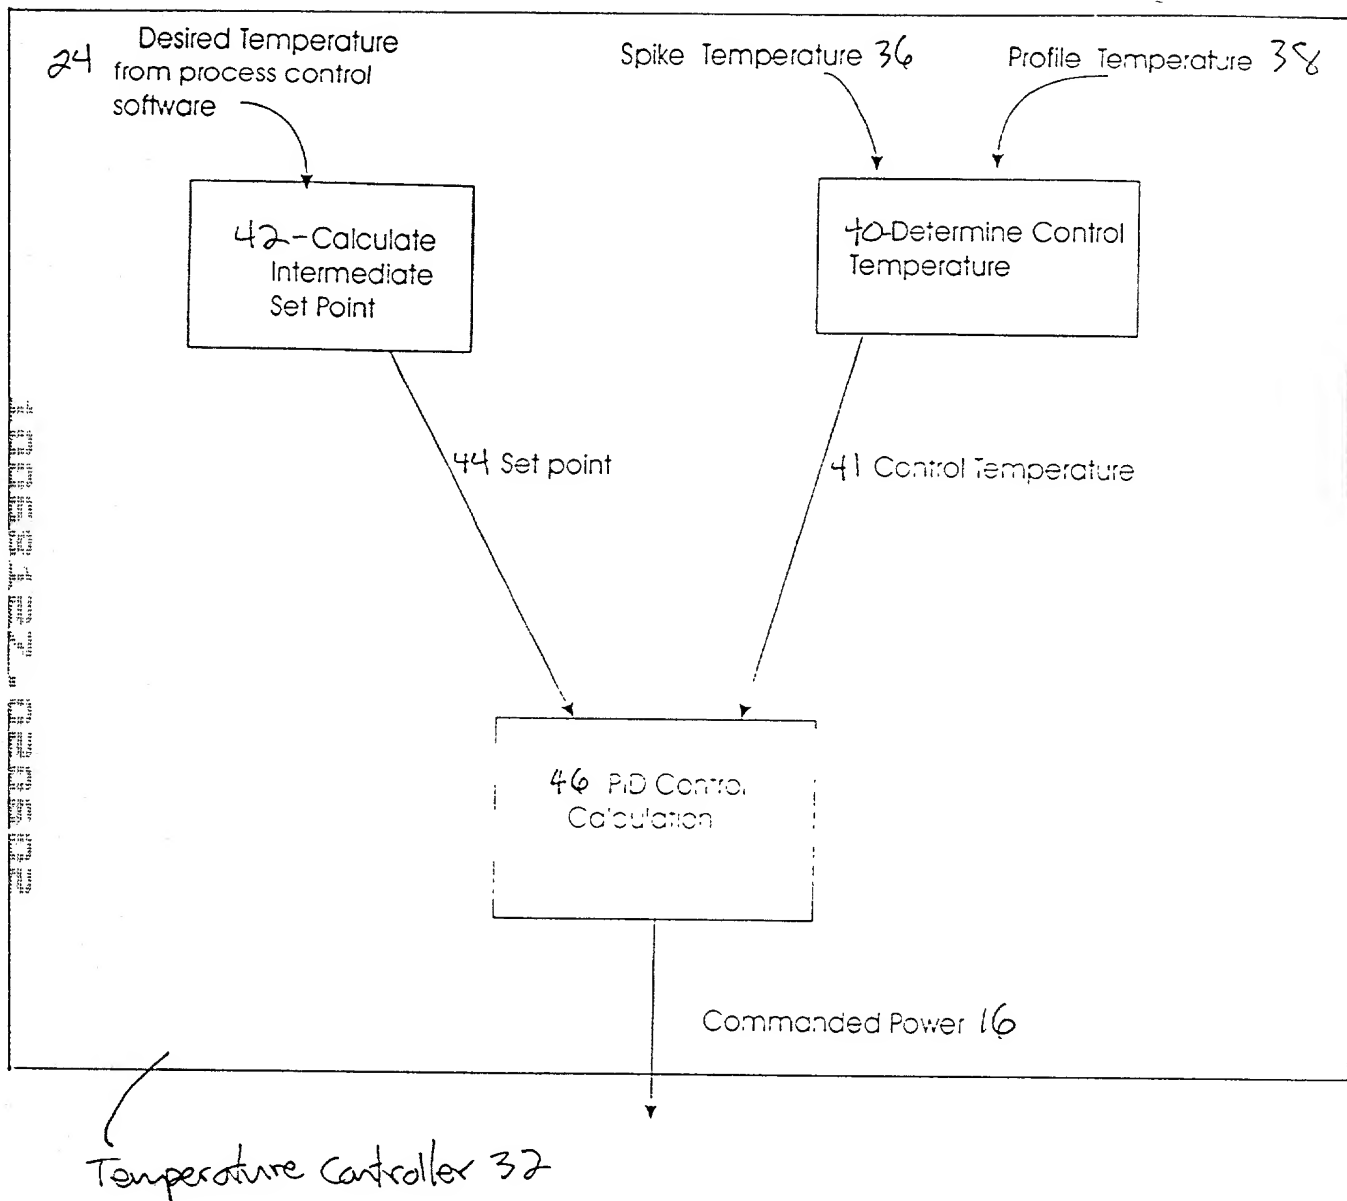 24 Desired Temperature
from process control
software
Spike Temperature 36
Profile Temperature 38
42-Calculate
Intermediate
Set Point
40-Determine Control
Temperature
44 Set point
41 Control Temperature
46 PID Control
Calculation
Commanded Power 16
Temperature Controller 32